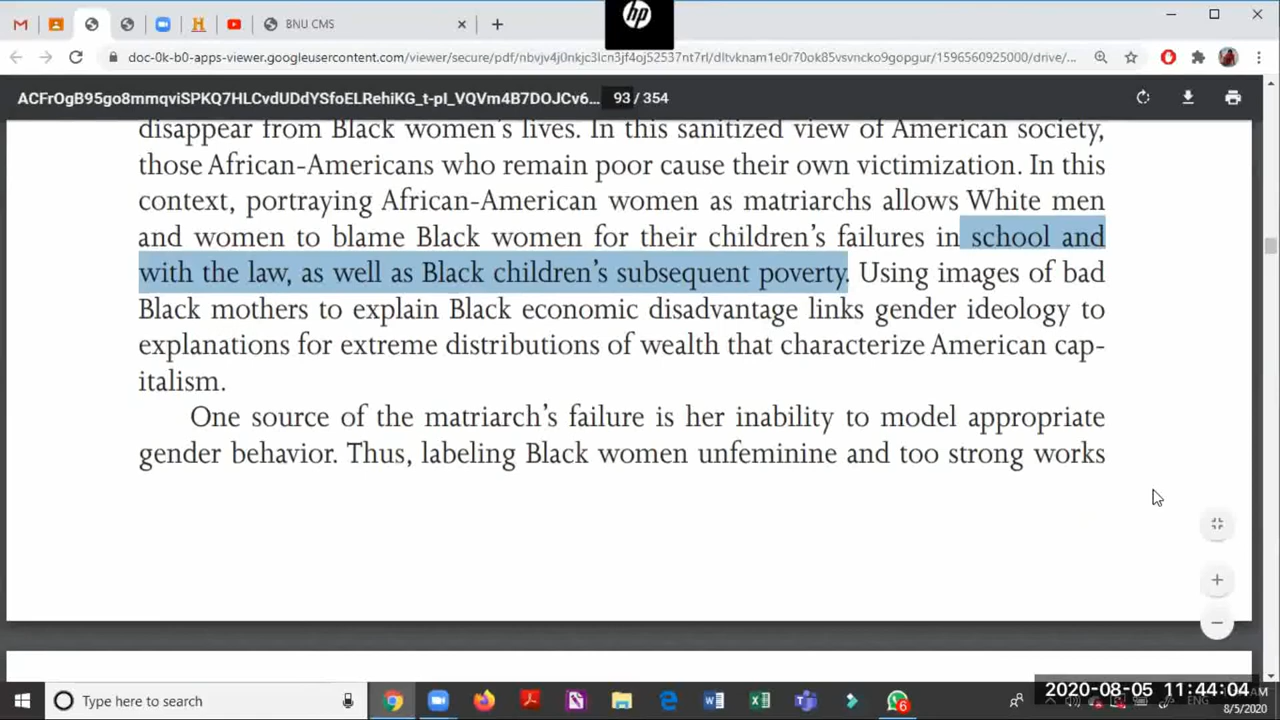 hp
BNU CMS
doc-0k-b0-apps-viewer.googleusercontent.com/viewer/secure/pdf/nbvjv4j0nkjc3lcn3jf4oj52537nt7rl/dltvknam1e0r70ok85vsvncko9gopgur/1596560925000/drive/...
ACFrOgB95go8mmqviSPKQ7HLCvdUDdYSfoELRehiKG_t-pI_VQVm4B7DOJCv6... 93 / 354
disappear from Black women's lives. In this sanitized view of American society,
those African-Americans who remain poor cause their own victimization. In this
context, portraying African-American women as matriarchs allows White men
and women to blame Black women for their children's failures in school and
with the law, as well as Black children's subsequent poverty. Using images of bad
Black mothers to explain Black economic disadvantage links gender ideology to
explanations for extreme distributions of wealth that characterize American cap-
italism.
One source of the matriarch's failure is her inability to model appropriate
gender behavior. Thus, labeling Black women unfeminine and too strong works
Type here to search
6
2020-08-05 11:44:04
AM
ENG
8/5/2020